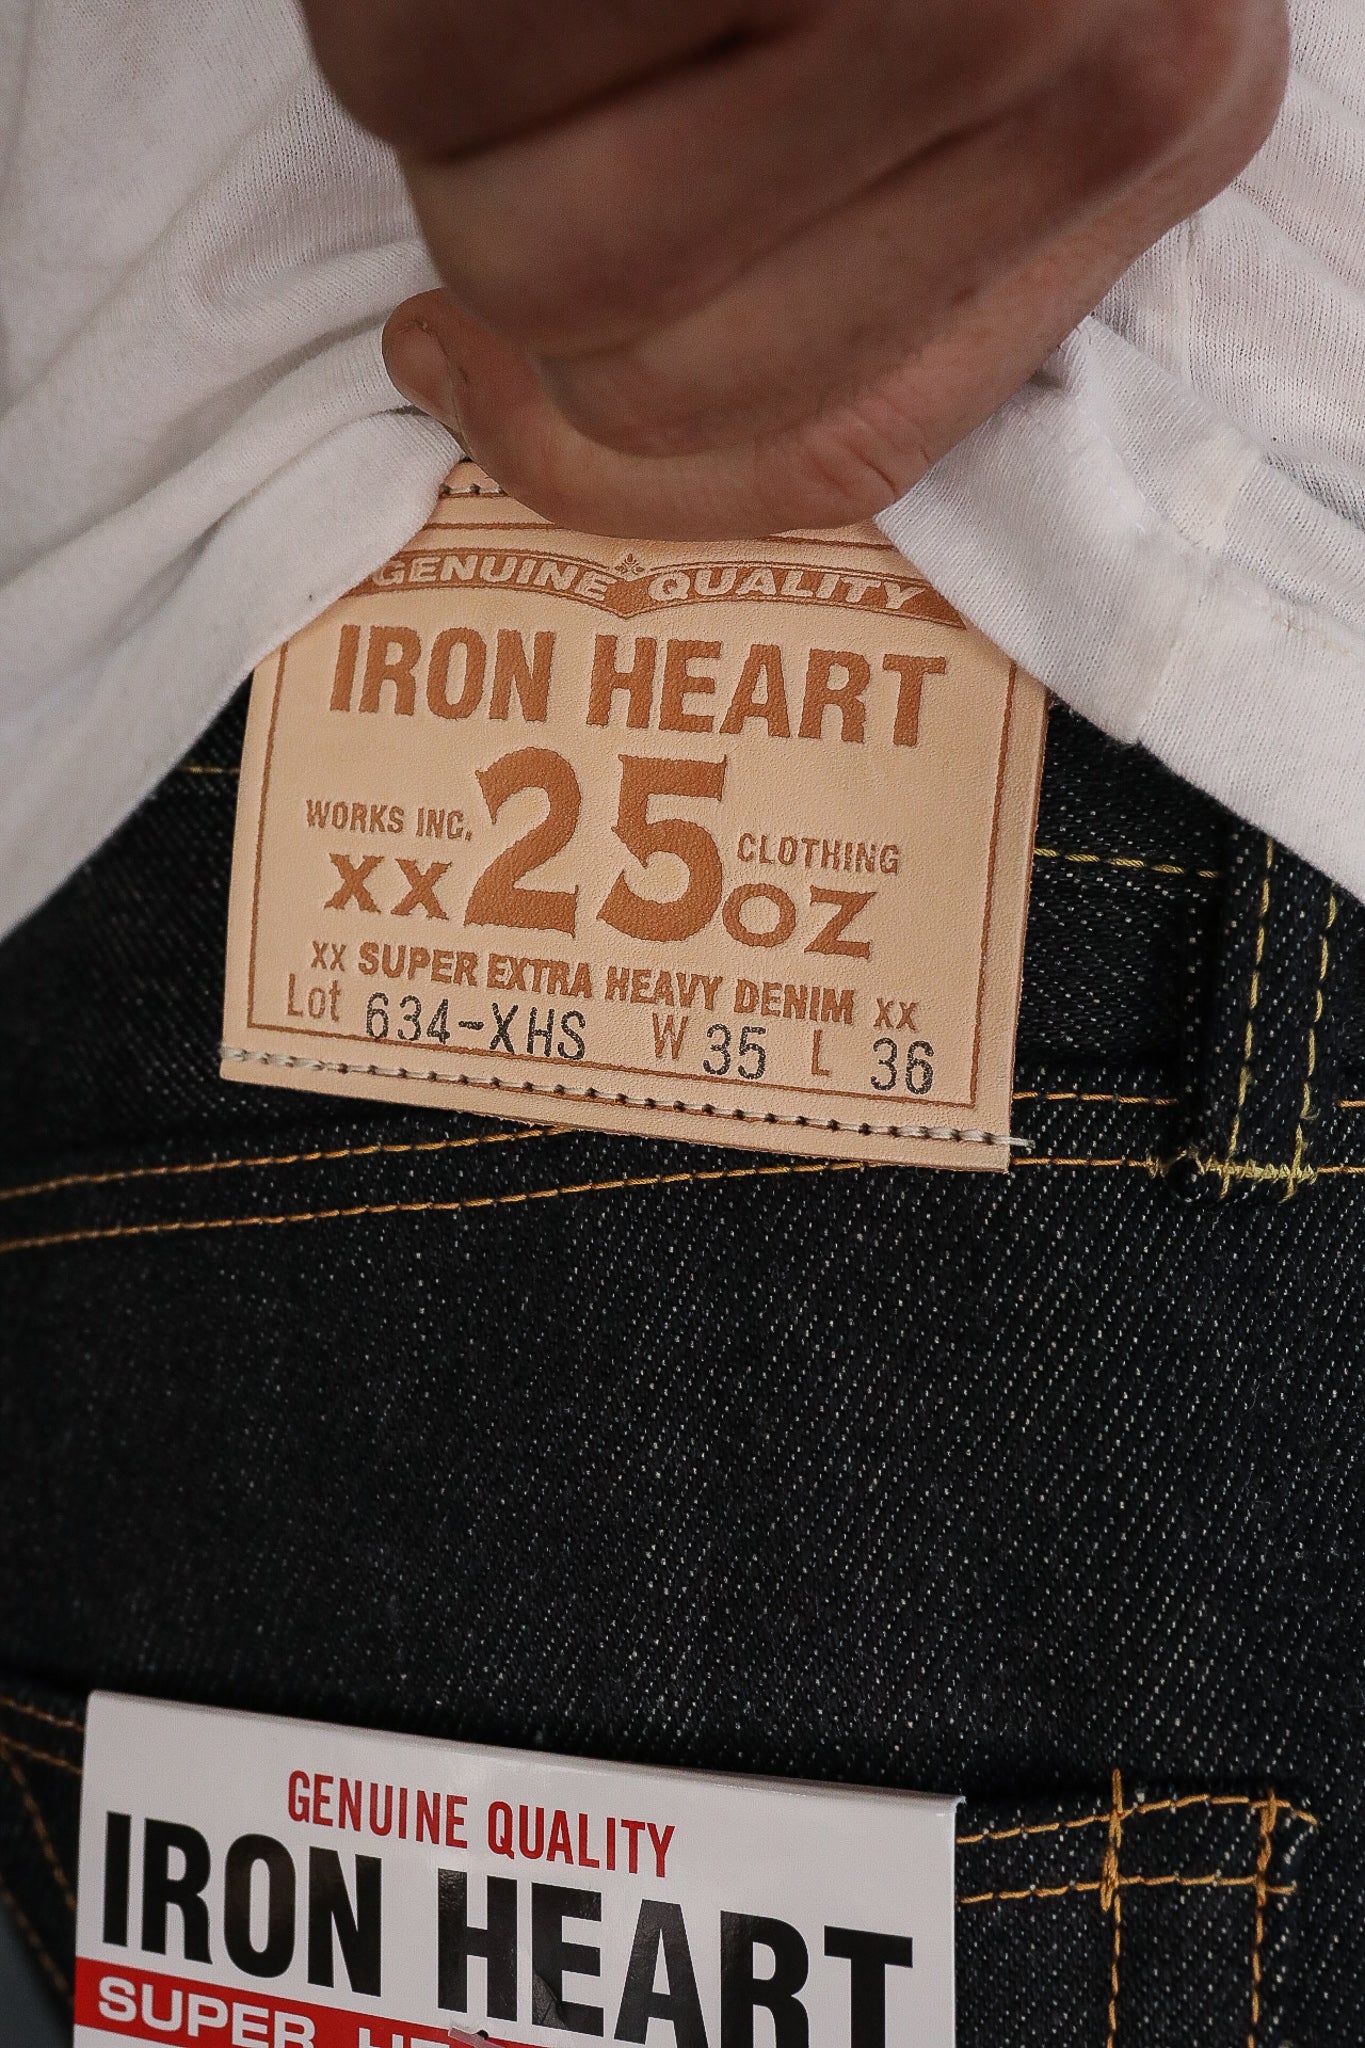 GENUINE QUALITY
IRON HEART
WORKS INC. 25 CLOTHING
XX OZ
XX SUPER EXTRA HEAVY DENIM XX
Lot 634-XHS W 35 L 36
GENUINE QUALITY
IRON HEART
SUPER